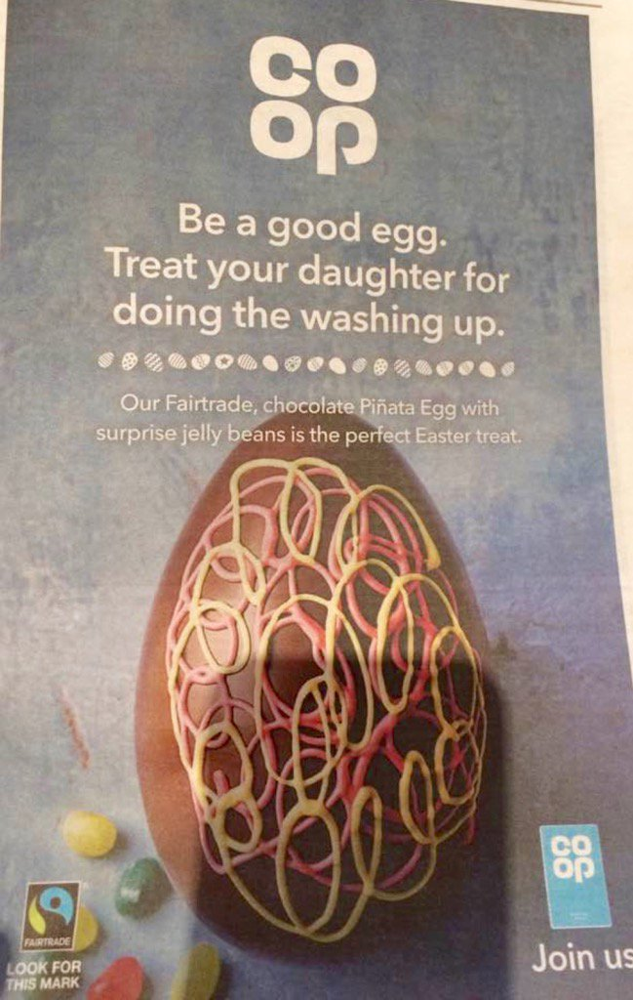 CO
OP
Be a good egg.
Treat your daughter for
doing the washing up.
Our Fairtrade, chocolate Piñata Egg with
surprise jelly beans is the perfect Easter treat.
FAIRTRADE
LOOK FOR
THIS MARK
CO
OP
Join us